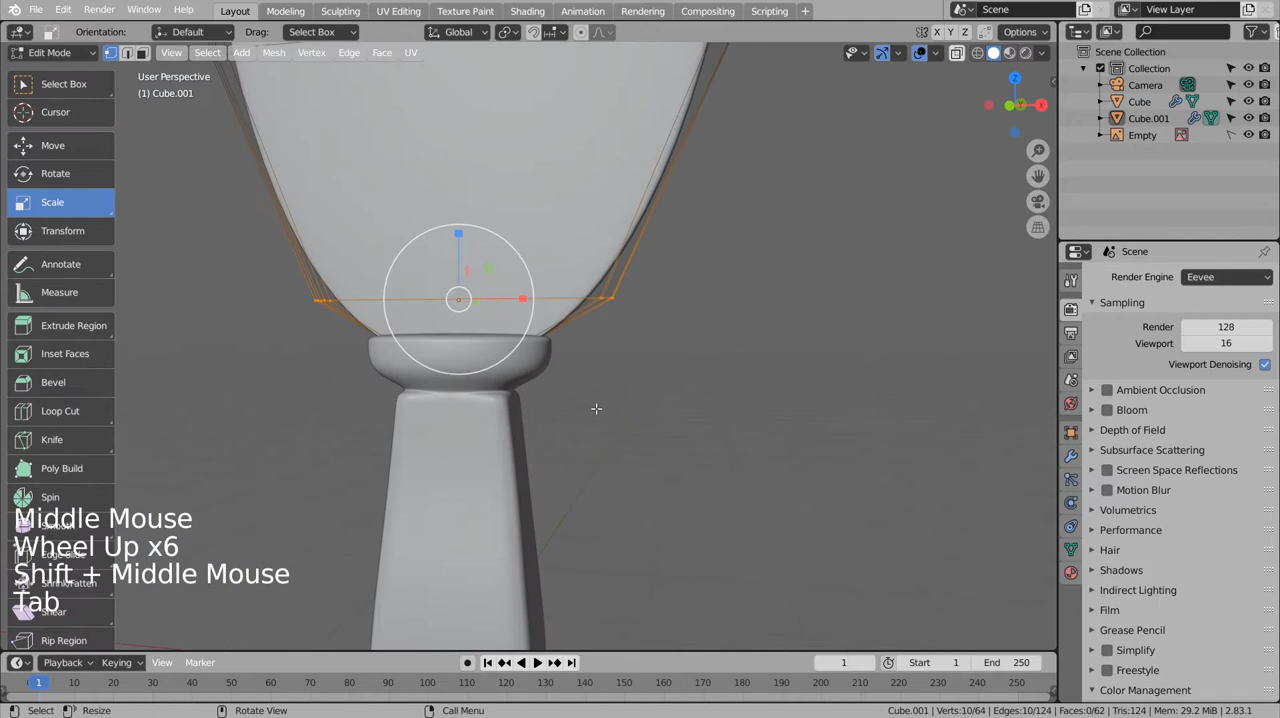 File Edit Render Window Help
Layout Modeling Sculpting UV Editing Texture Paint Shading Animation Rendering Compositing Scripting +
Scene View Layer
Orientation: Default Drag: Select Box Global X Y Z Options
Edit Mode View Select Add Mesh Vertex Edge Face UV
User Perspective
(1) Cube.001
Z
X
Select Box
Cursor
Move
Rotate
Scale
Transform
Annotate
Measure
Extrude Region
Inset Faces
Bevel
Loop Cut
Knife
Poly Build
Spin
Smooth
Edge Slide
Shrink/Fatten
Shear
Rip Region
Middle Mouse
Wheel Up x6
Shift + Middle Mouse
Tab
Scene Collection
Collection
Camera
Cube
Cube.001
Empty
Scene
Render Engine Eevee
Sampling
Render 128
Viewport 16
Viewport Denoising
Ambient Occlusion
Bloom
Depth of Field
Subsurface Scattering
Screen Space Reflections
Motion Blur
Volumetrics
Performance
Hair
Shadows
Indirect Lighting
Film
Grease Pencil
Simplify
Freestyle
Color Management
Playback Keying View Marker 1 Start 1 End 250
1 10 20 30 40 50 60 70 80 90 100 110 120 130 140 150 160 170 180 190 200 210 220 230 240 250
Select Resize Rotate View Call Menu Cube.001 | Verts:10/64 | Edges:10/124 | Faces:0/62 | Tris:124 | Mem: 29.2 MiB | 2.83.1